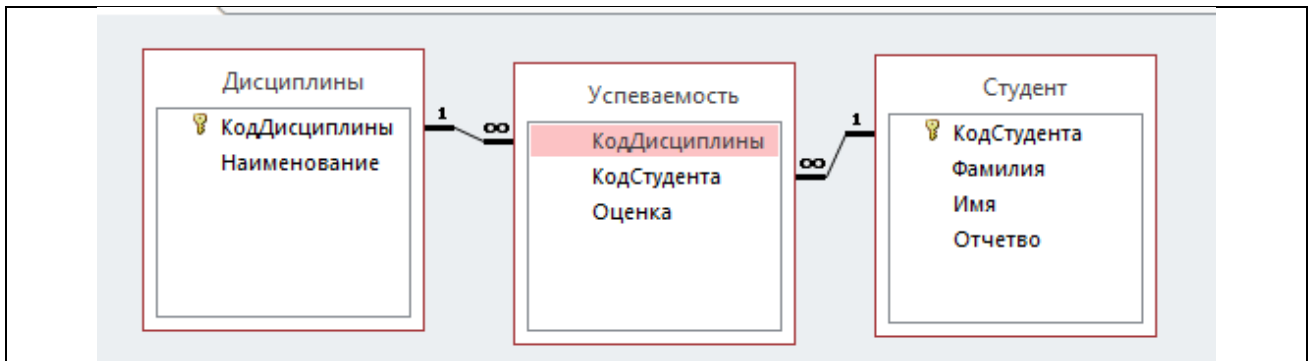 Дисциплины
КодДисциплины
Наименование
1
∞
Успеваемость
КодДисциплины
КодСтудента
Оценка
∞
1
Студент
КодСтудента
Фамилия
Имя
Отчетво